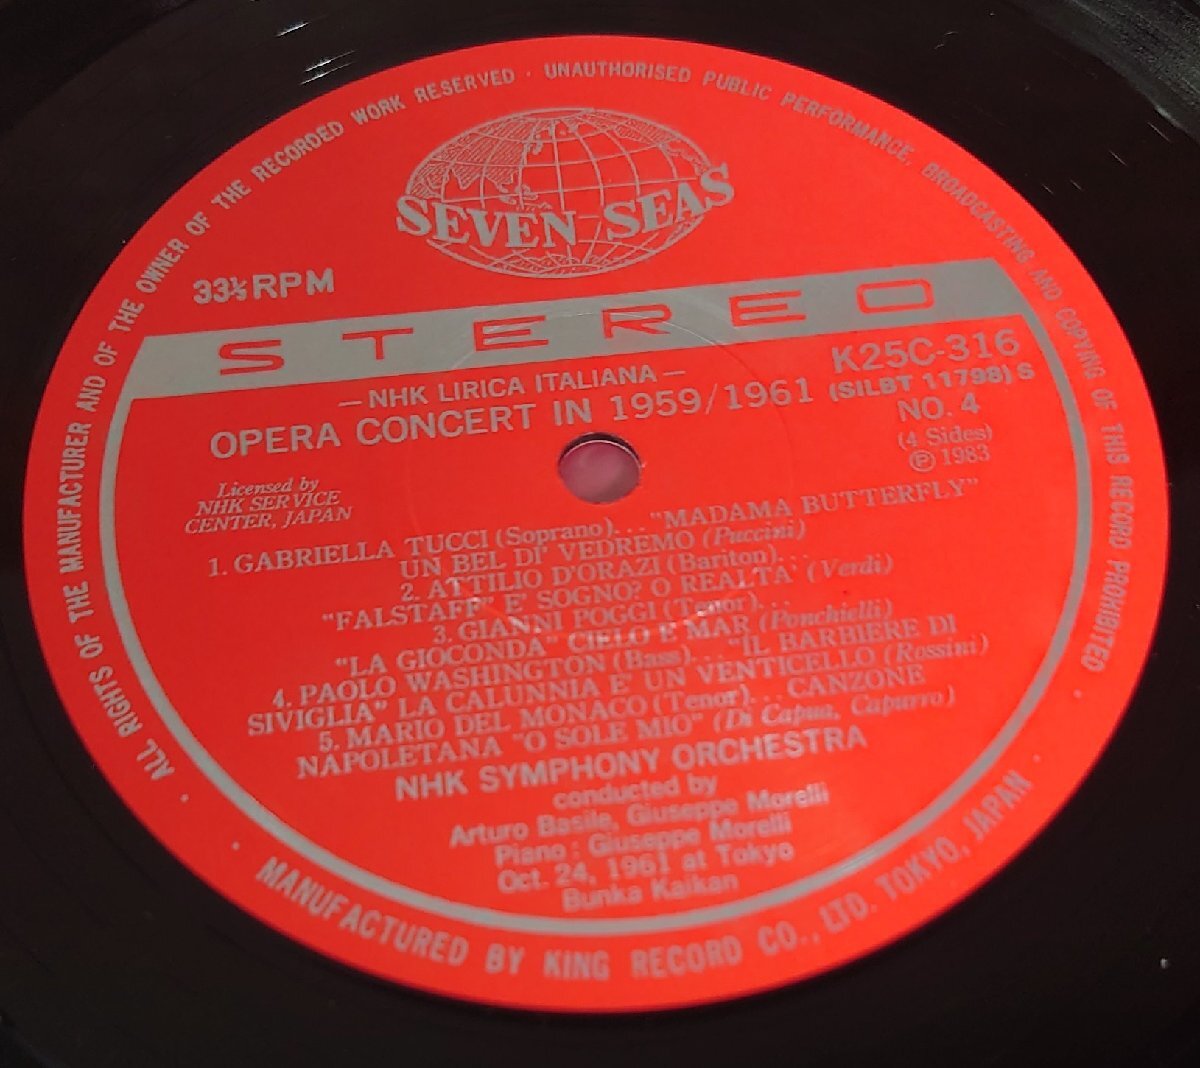 ALL RIGHTS OF THE MANUFACTURER AND OF THE OWNER OF THE RECORDED WORK RESERVED · UNAUTHORISED PUBLIC PERFORMANCE, BROADCASTING AND COPYING OF THIS RECORD PROHIBITED ·
SEVEN SEAS
33⅓ RPM
STEREO
K25C-316
(SILBT 11798) S
—NHK LIRICA ITALIANA—
OPERA CONCERT IN 1959/1961
NO. 4
(4 Sides)
Ⓟ 1983
Licensed by
NHK SERVICE
CENTER, JAPAN
1. GABRIELLA TUCCI (Soprano)... "MADAMA BUTTERFLY"
UN BEL DI' VEDREMO (Puccini)
2. ATTILIO D'ORAZI (Bariton)...
"FALSTAFF" E' SOGNO? O REALTA' (Verdi)
3. GIANNI POGGI (Tenor)...
"LA GIOCONDA" CIELO E MAR (Ponchielli)
4. PAOLO WASHINGTON (Bass)... "IL BARBIERE DI
SIVIGLIA" LA CALUNNIA E' UN VENTICELLO (Rossini)
5. MARIO DEL MONACO (Tenor)... CANZONE
NAPOLETANA "O SOLE MIO" (Di Capua, Capurro)
NHK SYMPHONY ORCHESTRA
conducted by
Arturo Basile, Giuseppe Morelli
Piano : Giuseppe Morelli
Oct. 24, 1961 at Tokyo
Bunka Kaikan
· MANUFACTURED BY KING RECORD CO., LTD. TOKYO, JAPAN ·